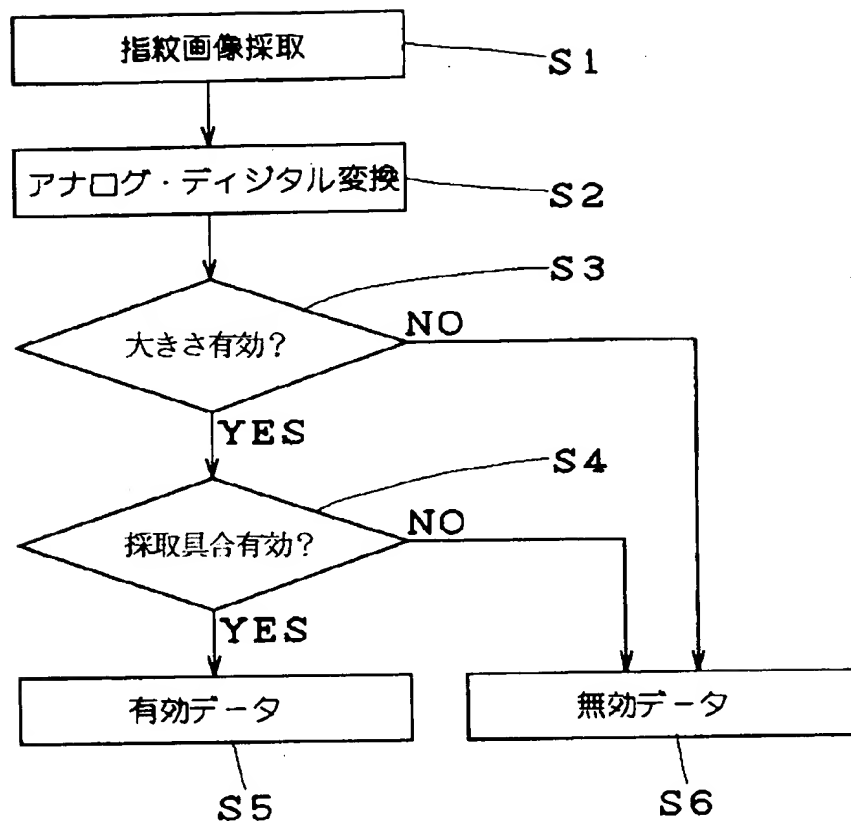 指紋画像採取
S1
アナログ・ディジタル変換
S2
S3
大きさ有効?
NO
YES
S4
採取具合有効?
NO
YES
有効データ
無効データ
S5
S6